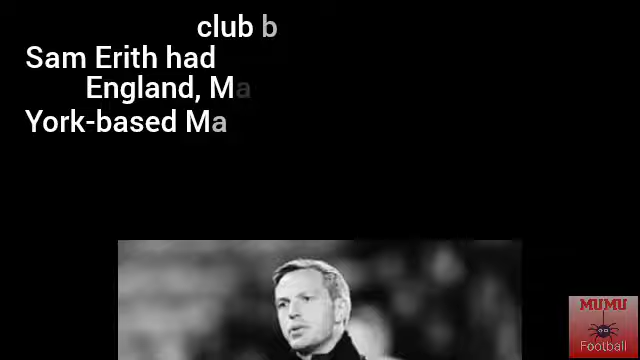 club b
Sam Erith had
England, Ma
York-based Ma
MUMU
Football